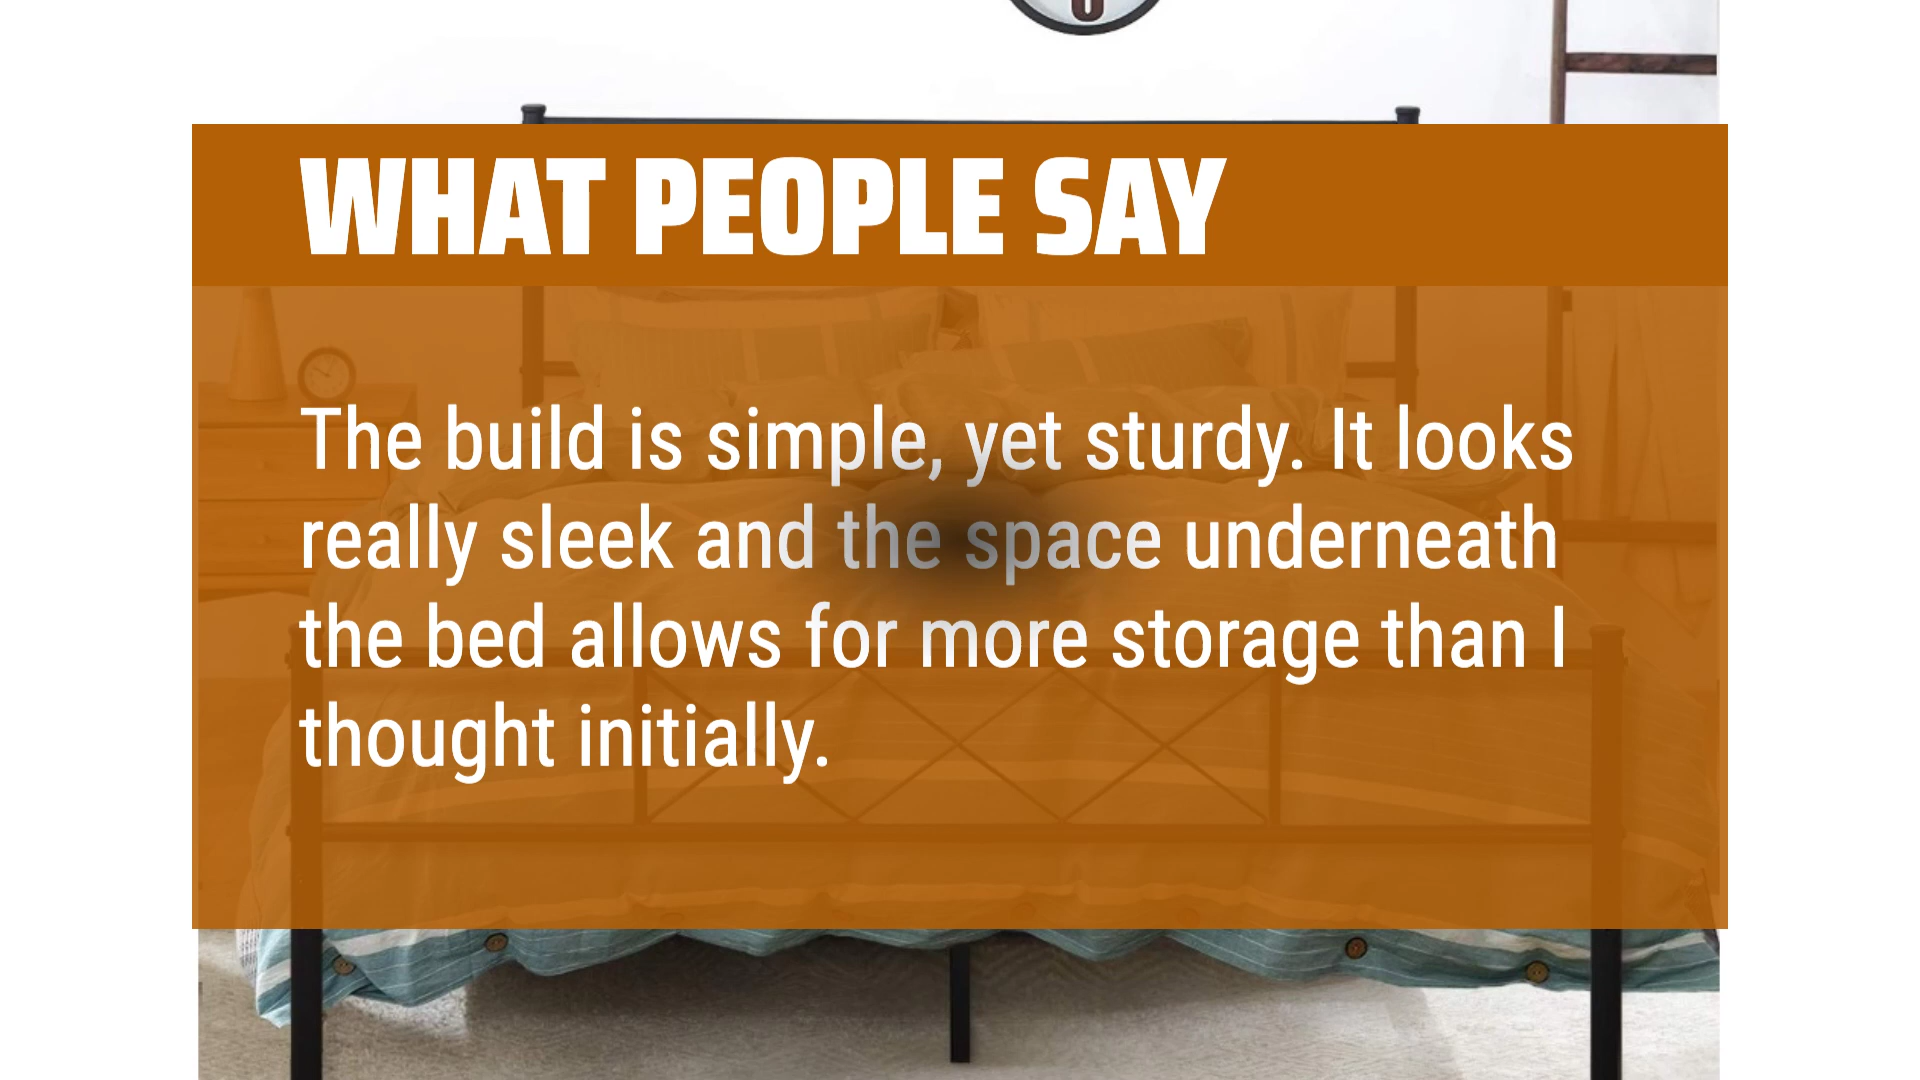 WHAT PEOPLE SAY
The build is simple, yet sturdy. It looks
really sleek and the space underneath
the bed allows for more storage than I
thought initially.